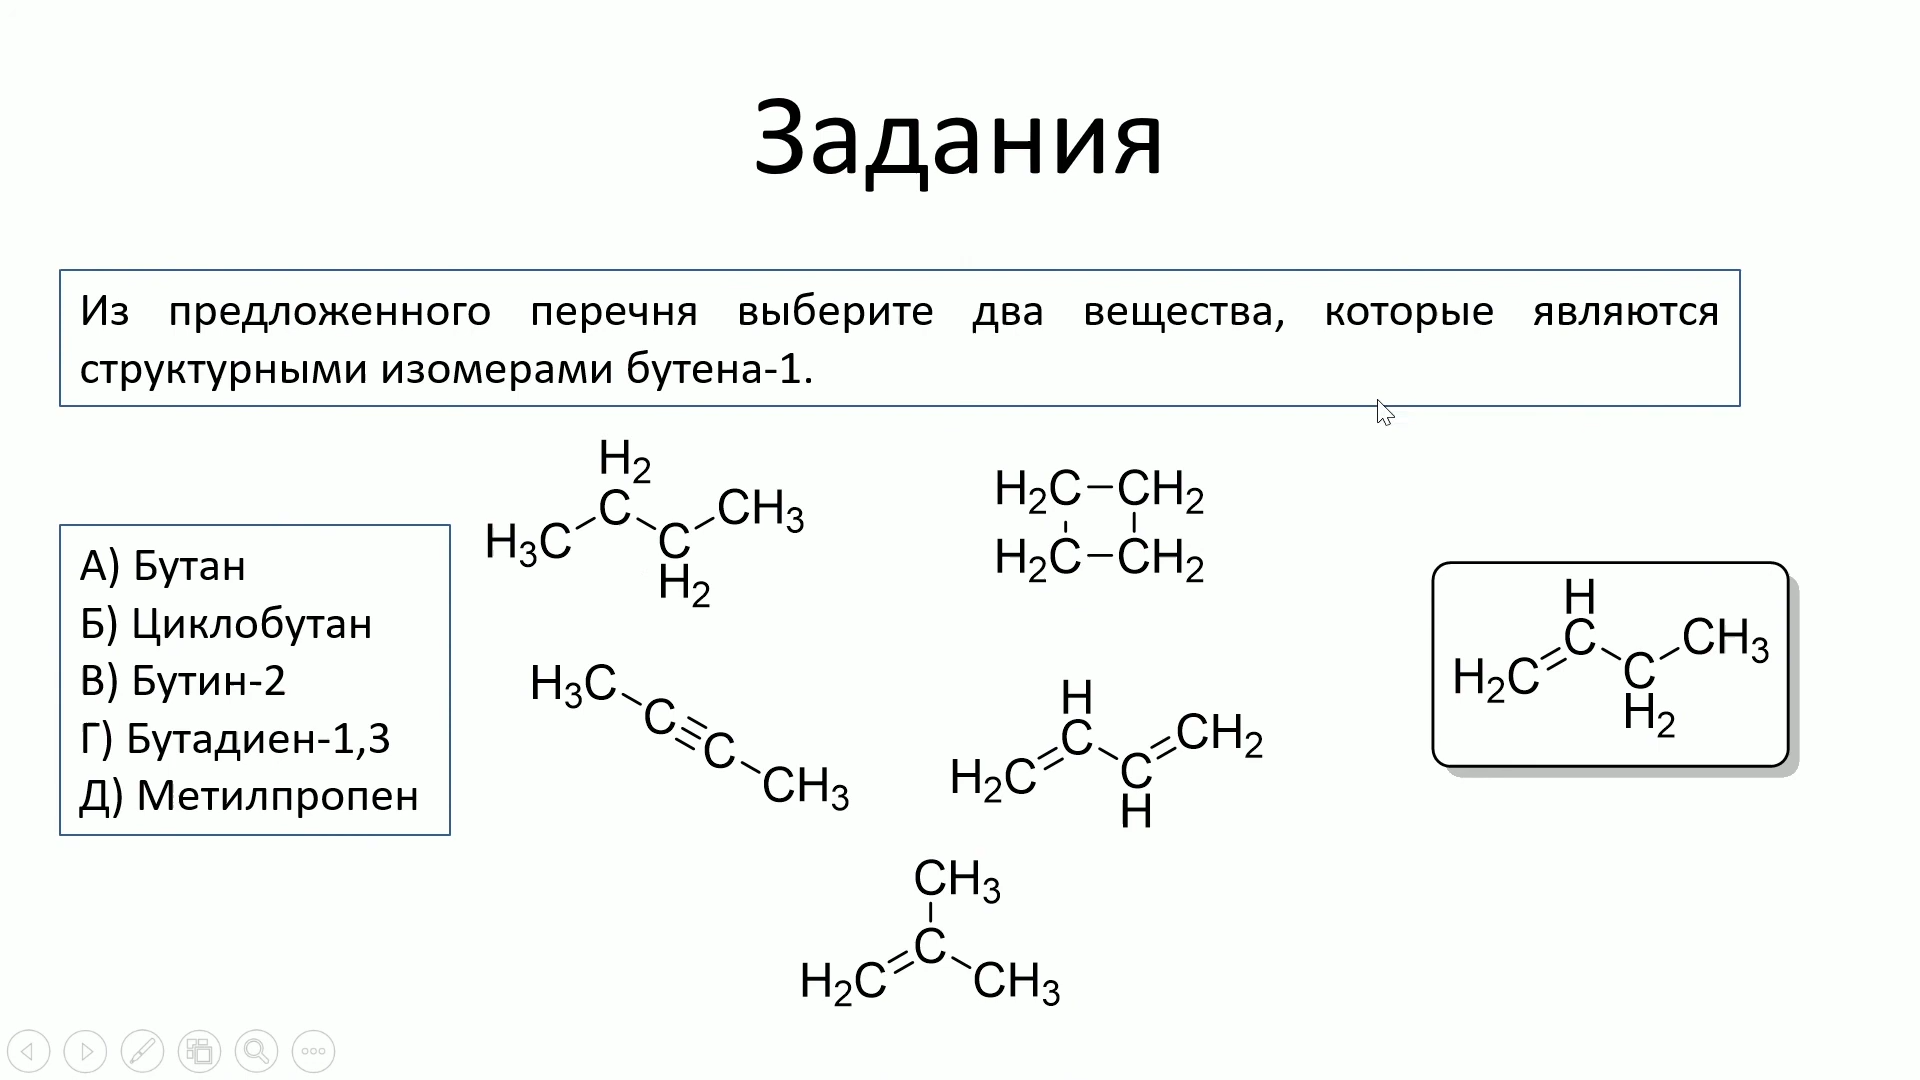 Задания
Из предложенного перечня выберите два вещества, которые являются
структурными изомерами бутена-1.
А) Бутан
Б) Циклобутан
В) Бутин-2
Г) Бутадиен-1,3
Д) Метилпропен
H2
C
CH3
H3C
C
H2
H2C CH2
H2C CH2
H3C
C
C
CH3
H
C
CH2
H2C
C
H
CH3
C
H2C
CH3
H
C
CH3
H2C
C
H2